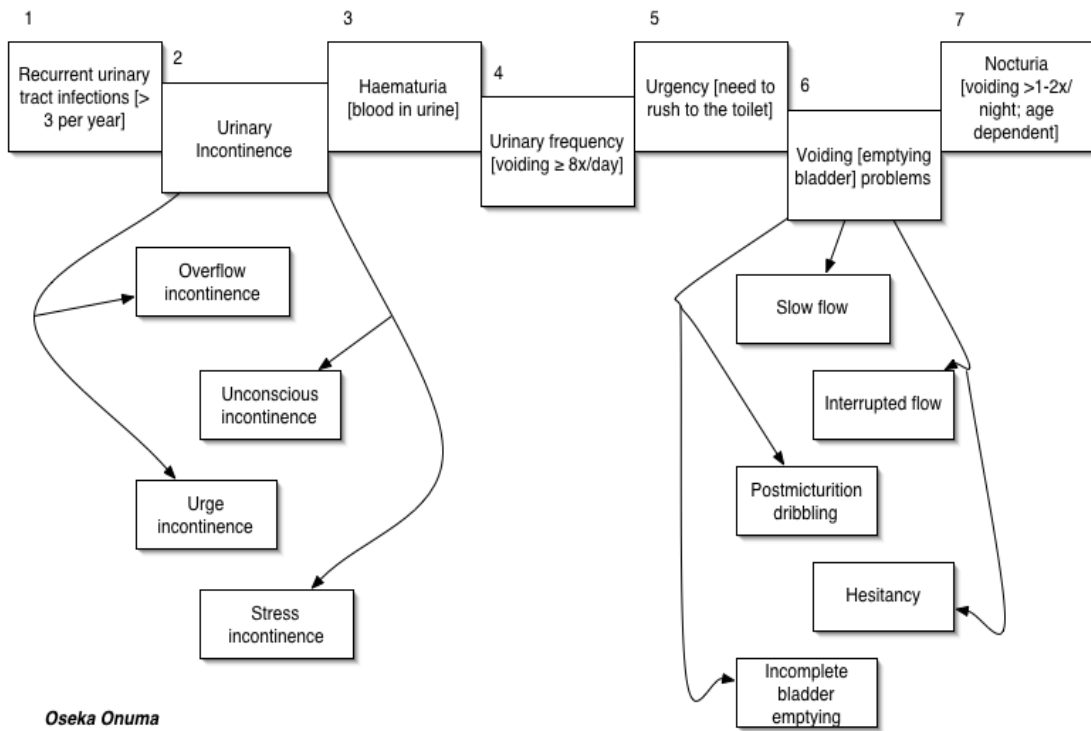 1
Recurrent urinary
tract infections [>
3 per year]
2
Urinary
Incontinence
3
Haematuria
[blood in urine]
4
Urinary frequency
[voiding ≥ 8x/day]
5
Urgency [need to
rush to the toilet]
6
Voiding [emptying
bladder] problems
7
Nocturia
[voiding >1-2x/
night; age
dependent]
Overflow
incontinence
Unconscious
incontinence
Urge
incontinence
Stress
incontinence
Slow flow
Interrupted flow
Postmicturition
dribbling
Hesitancy
Incomplete
bladder
emptying
Oseka Onuma